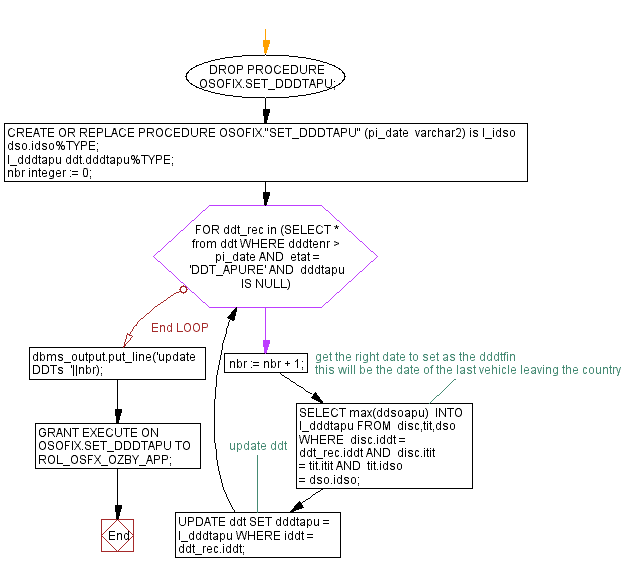 DROP PROCEDURE
OSOFIX.SET_DDDTAPU;
CREATE OR REPLACE PROCEDURE OSOFIX."SET_DDDTAPU" (pi_date varchar2) is l_idso
dso.idso%TYPE;
l_dddtapu ddt.dddtapu%TYPE;
nbr integer := 0;
FOR ddt_rec in (SELECT *
from ddt WHERE dddtenr >
pi_date AND etat =
'DDT_APURE' AND dddtapu
IS NULL)
End LOOP
dbms_output.put_line('update
DDTs '||nbr);
GRANT EXECUTE ON
OSOFIX.SET_DDDTAPU TO
ROL_OSFX_OZBY_APP;
End
nbr := nbr + 1;
get the right date to set as the dddtfin
this will be the date of the last vehicle leaving the country
SELECT max(ddsoapu) INTO
l_dddtapu FROM disc,tit,dso
WHERE disc.iddt =
ddt_rec.iddt AND disc.itit
= tit.itit AND tit.idso
= dso.idso;
update ddt
UPDATE ddt SET dddtapu =
l_dddtapu WHERE iddt =
ddt_rec.iddt;